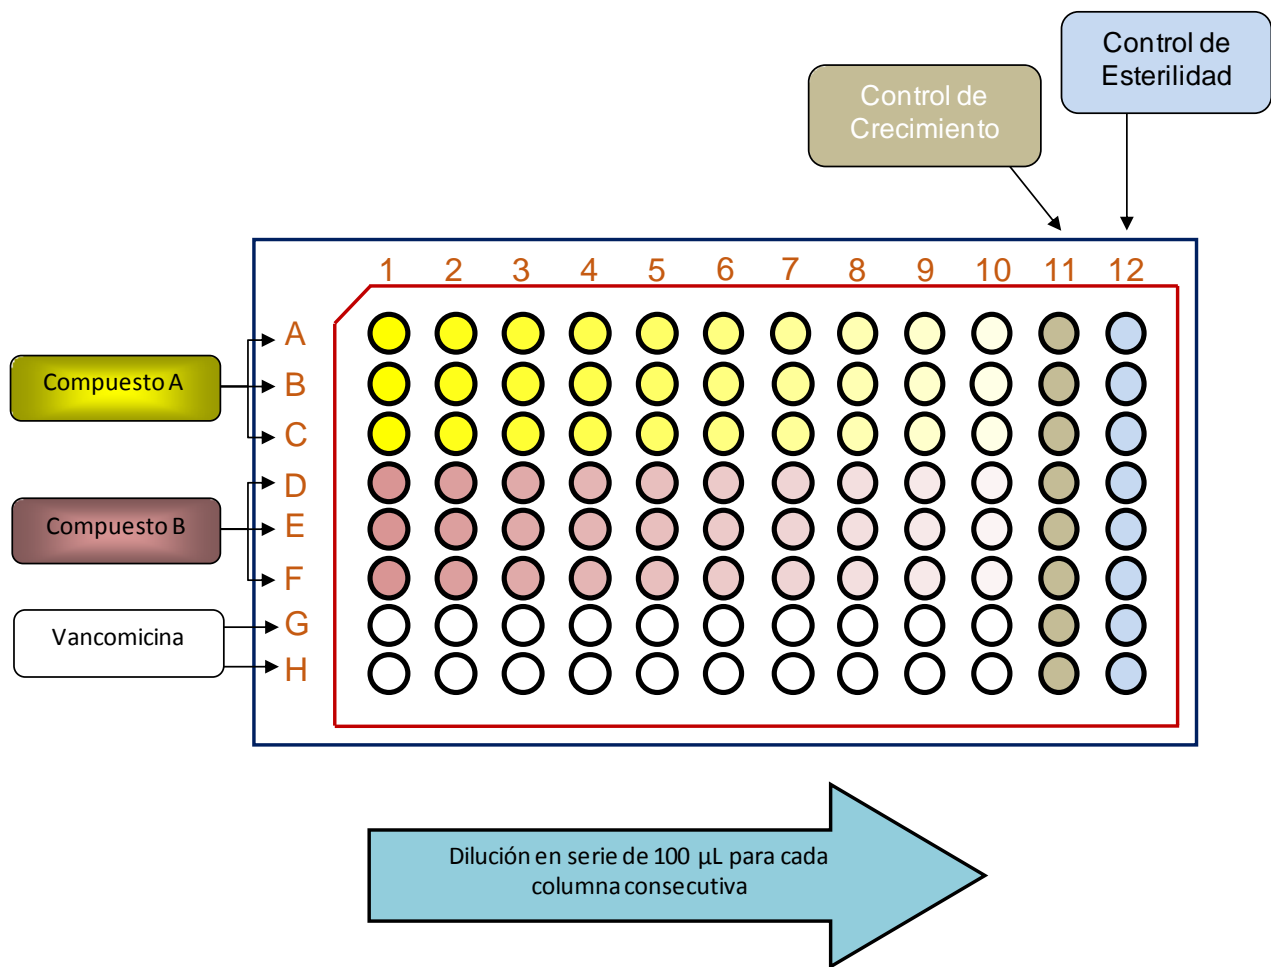 Control de
Esterilidad
Control de
Crecimiento
1 2 3 4 5 6 7 8 9 10 11 12
A
Compuesto A
B
C
D
Compuesto B
E
F
G
Vancomicina
H
Dilución en serie de 100 µL para cada
columna consecutiva